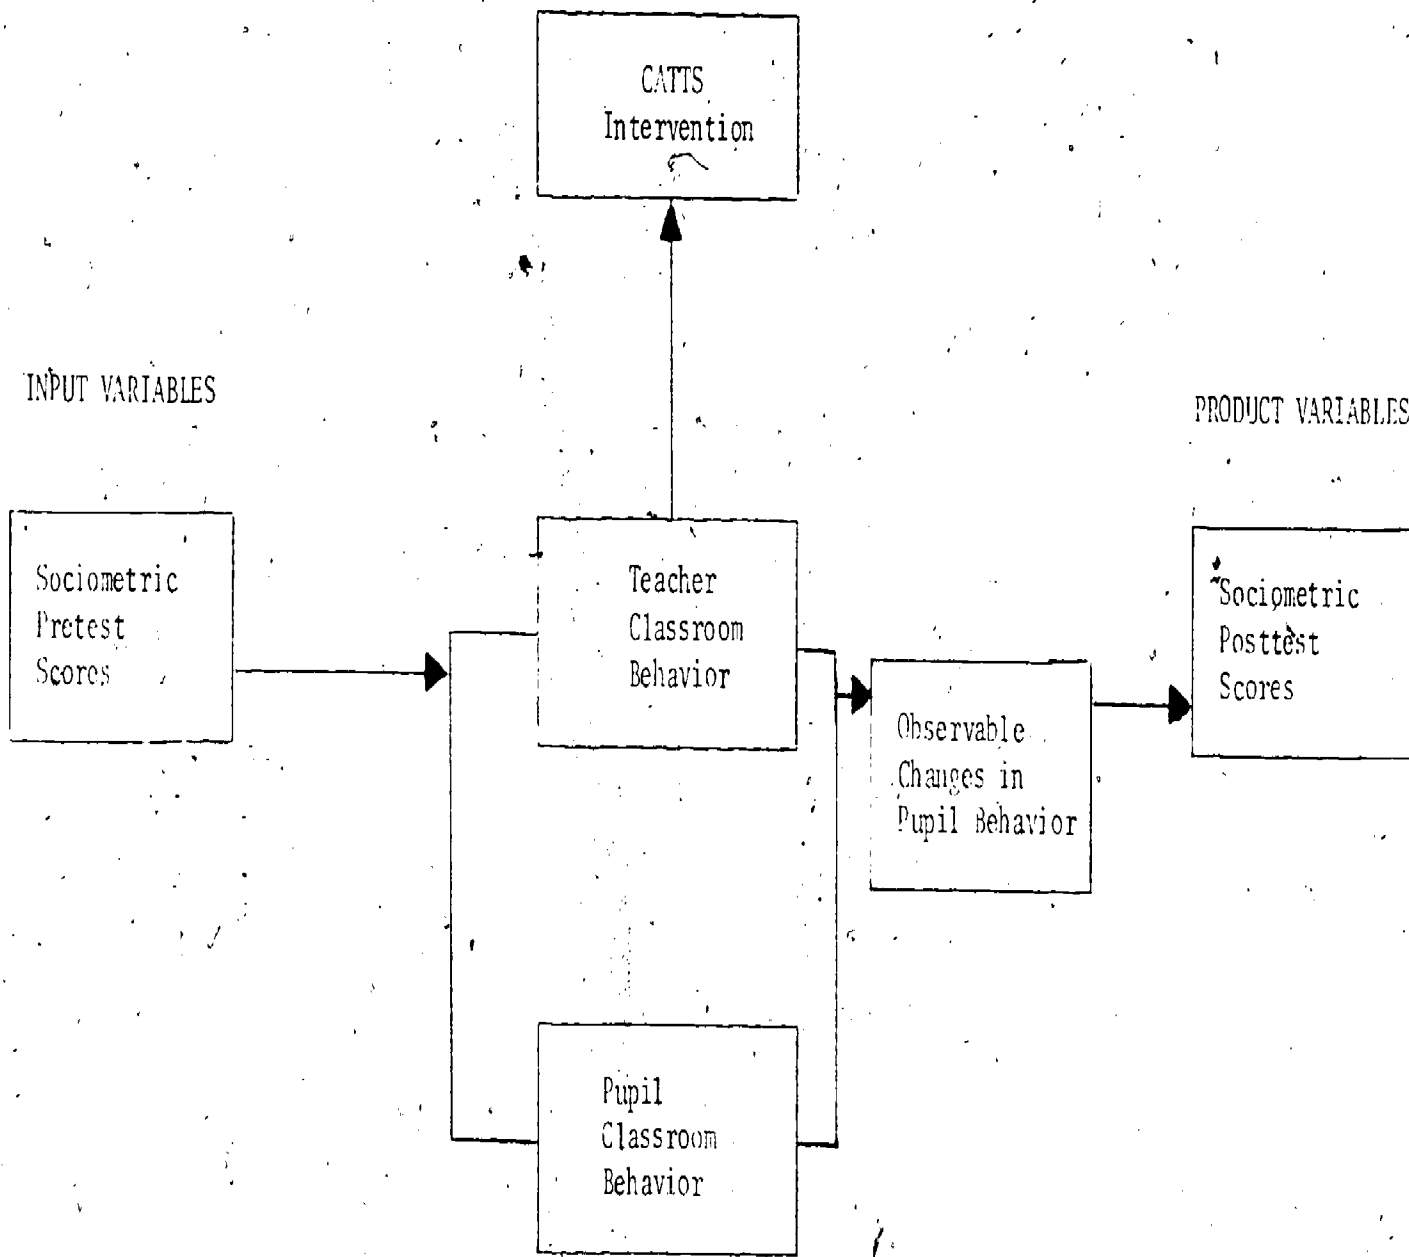 CATTS
Intervention
INPUT VARIABLES
PRODUCT VARIABLES
Sociometric
Pretest
Scores
Teacher
Classroom
Behavior
Sociometric
Posttest
Scores
Observable
Changes in
Pupil Behavior
Pupil
Classroom
Behavior